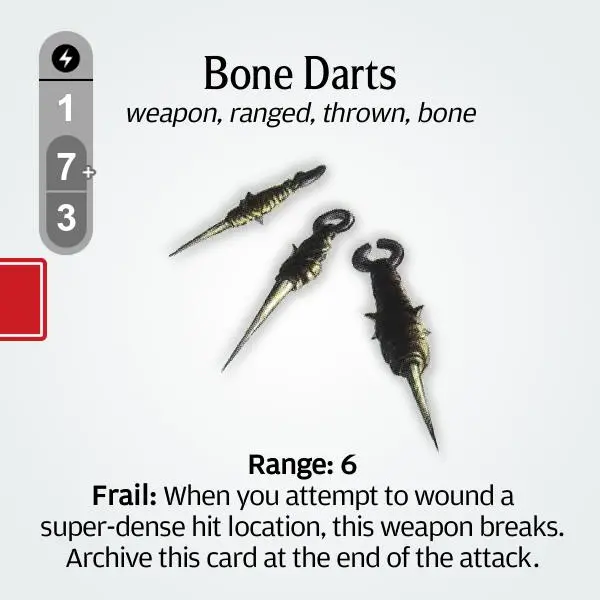 Bone Darts
weapon, ranged, thrown, bone
1
7+
3
Range: 6
Frail: When you attempt to wound a
super-dense hit location, this weapon breaks.
Archive this card at the end of the attack.